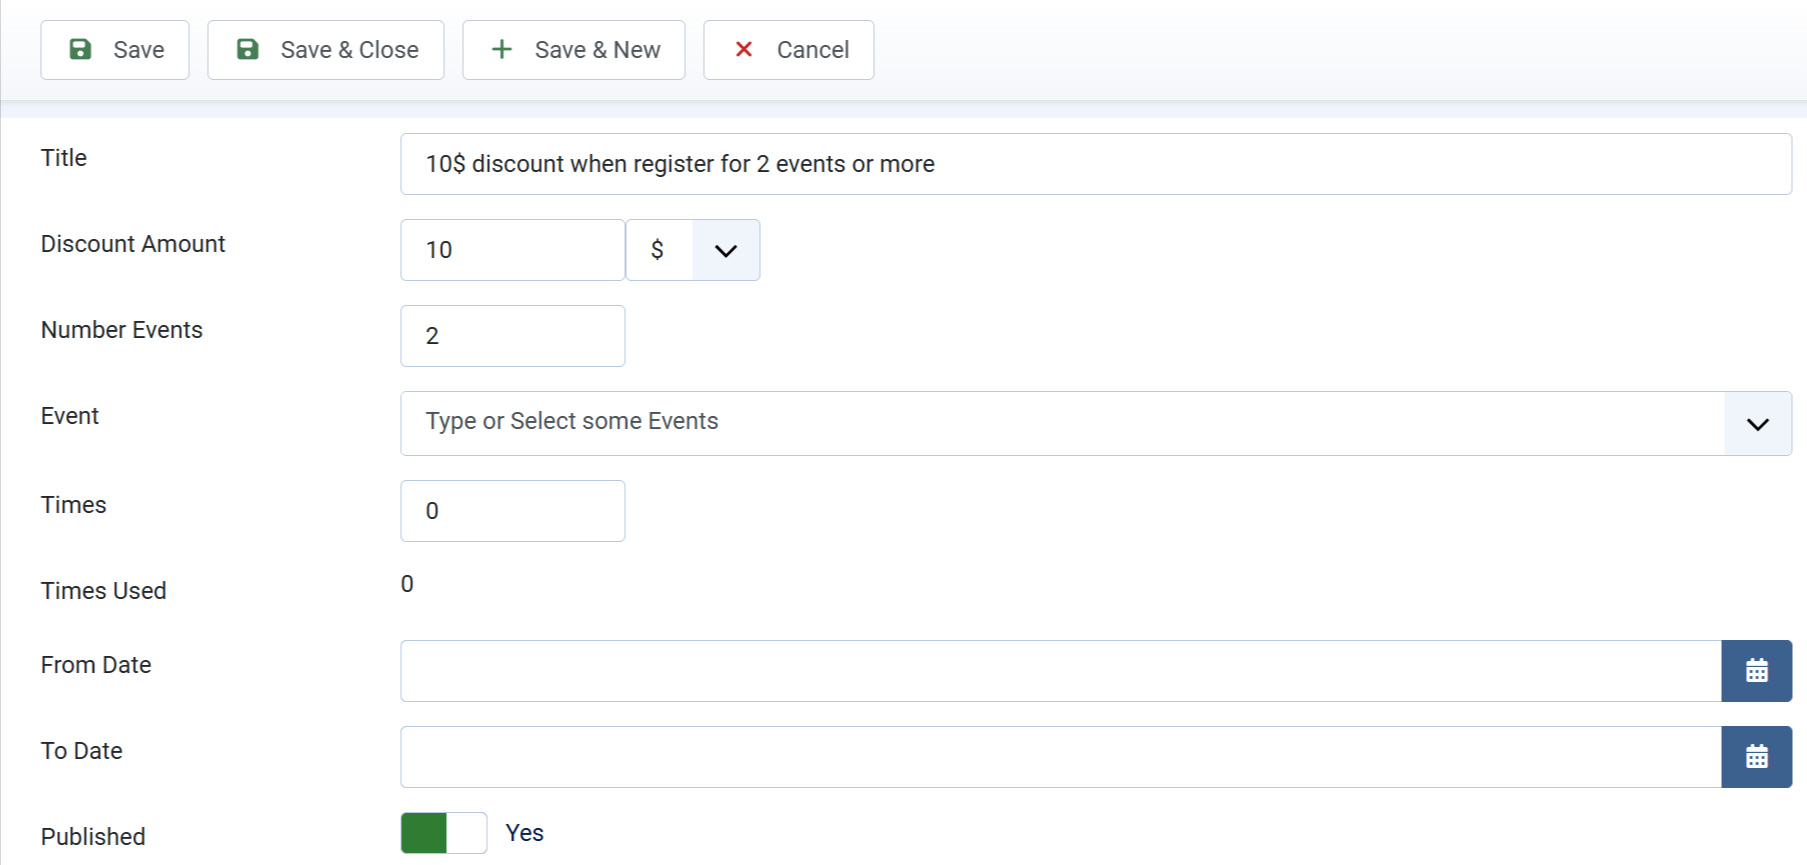 Save Save & Close Save & New Cancel
Title 10$ discount when register for 2 events or more
Discount Amount 10 $
Number Events 2
Event Type or Select some Events
Times 0
Times Used 0
From Date
To Date
Published Yes